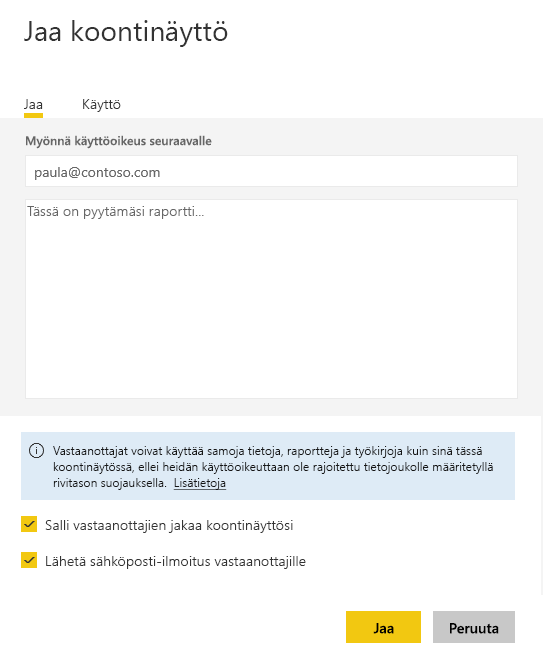 Jaa koontinäyttö
Jaa Käyttö
Myönnä käyttöoikeus seuraavalle
paula@contoso.com
Tässä on pyytämäsi raportti...
Vastaanottajat voivat käyttää samoja tietoja, raportteja ja työkirjoja kuin sinä tässä
koontinäytössä, ellei heidän käyttöoikeuttaan ole rajoitettu tietojoukolle määritetyllä
rivitason suojauksella. Lisätietoja
Salli vastaanottajien jakaa koontinäyttösi
Lähetä sähköposti-ilmoitus vastaanottajille
Jaa Peruuta